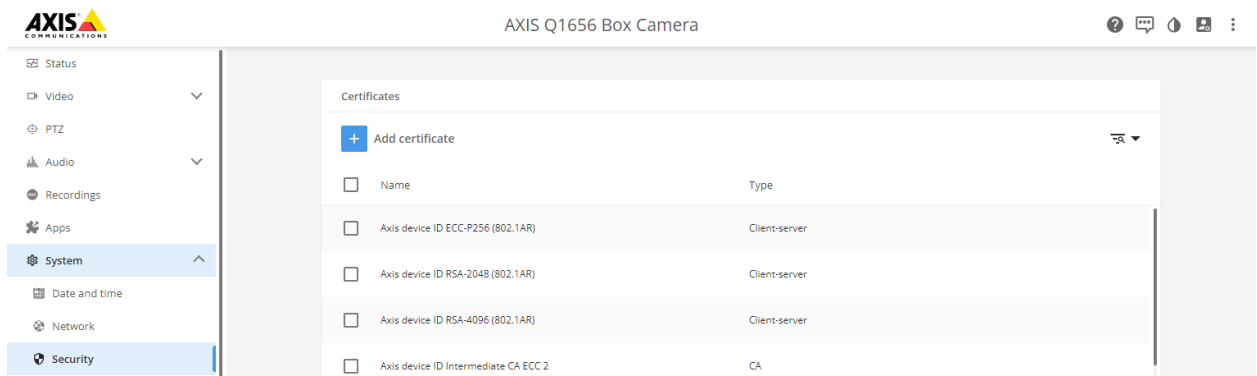 AXIS
COMMUNICATIONS
AXIS Q1656 Box Camera
Status
Video
PTZ
Audio
Recordings
Apps
System
Date and time
Network
Security
Certificates
Add certificate
Name Type
Axis device ID ECC-P256 (802.1AR) Client-server
Axis device ID RSA-2048 (802.1AR) Client-server
Axis device ID RSA-4096 (802.1AR) Client-server
Axis device ID Intermediate CA ECC 2 CA